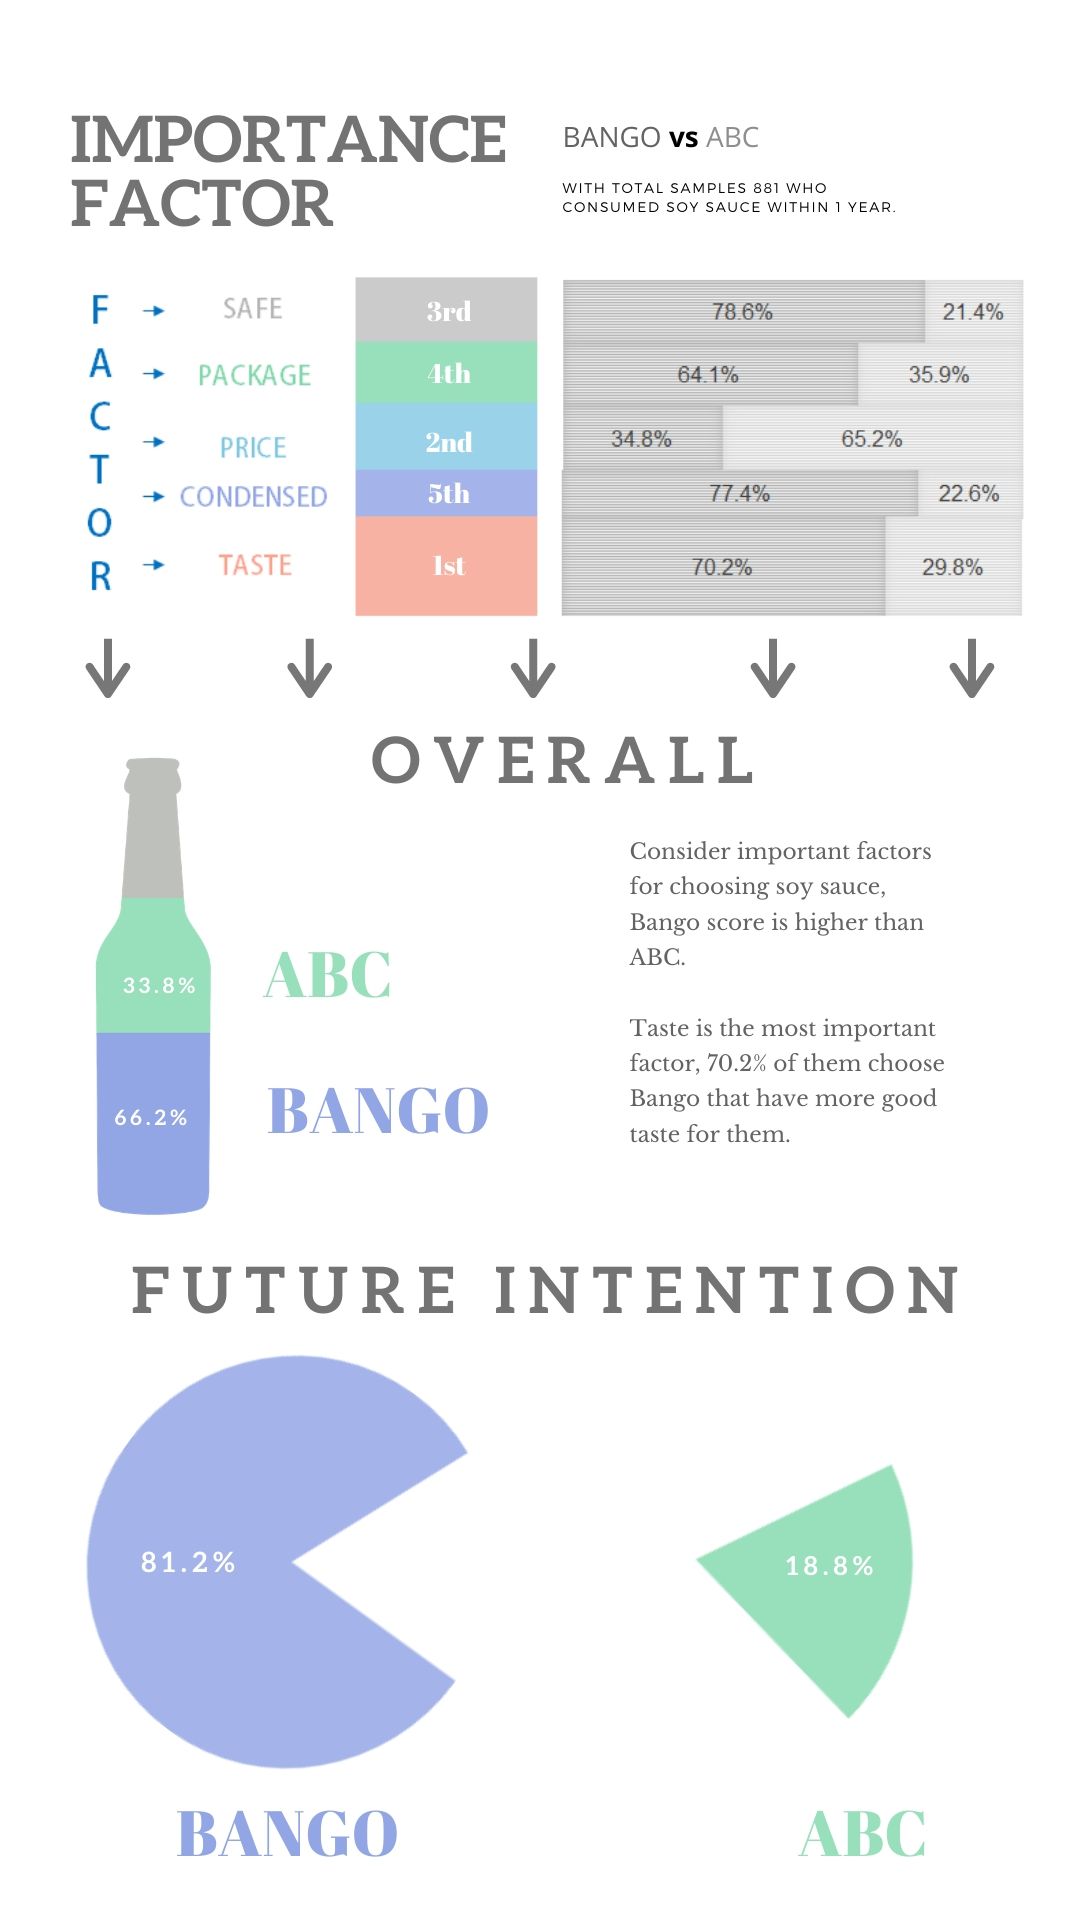 IMPORTANCE
FACTOR
BANGO vs ABC
WITH TOTAL SAMPLES 881 WHO
CONSUMED SOY SAUCE WITHIN 1 YEAR.
FACTOR
SAFE 3rd 78.6% 21.4%
PACKAGE 4th 64.1% 35.9%
PRICE 2nd 34.8% 65.2%
CONDENSED 5th 77.4% 22.6%
TASTE 1st 70.2% 29.8%
OVERALL
33.8% ABC
66.2% BANGO
Consider important factors
for choosing soy sauce,
Bango score is higher than
ABC.
Taste is the most important
factor, 70.2% of them choose
Bango that have more good
taste for them.
FUTURE INTENTION
81.2%
18.8%
BANGO
ABC